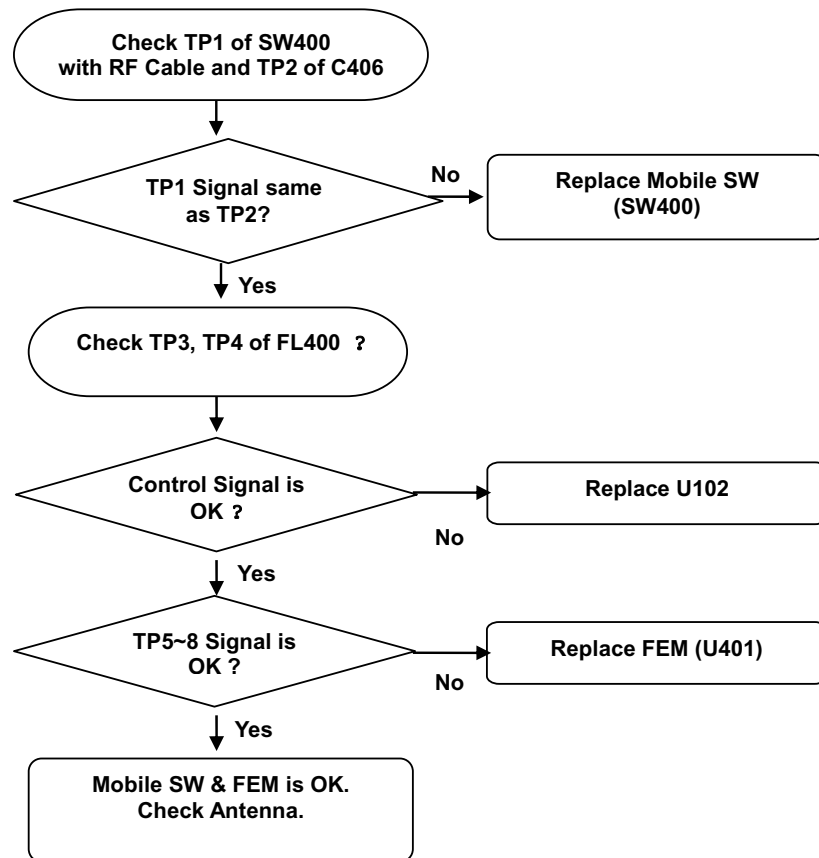 Check TP1 of SW400
with RF Cable and TP2 of C406
TP1 Signal same
as TP2?
No
Replace Mobile SW
(SW400)
Yes
Check TP3, TP4 of FL400 ?
Control Signal is
OK ?
No
Replace U102
Yes
TP5~8 Signal is
OK ?
No
Replace FEM (U401)
Yes
Mobile SW & FEM is OK.
Check Antenna.